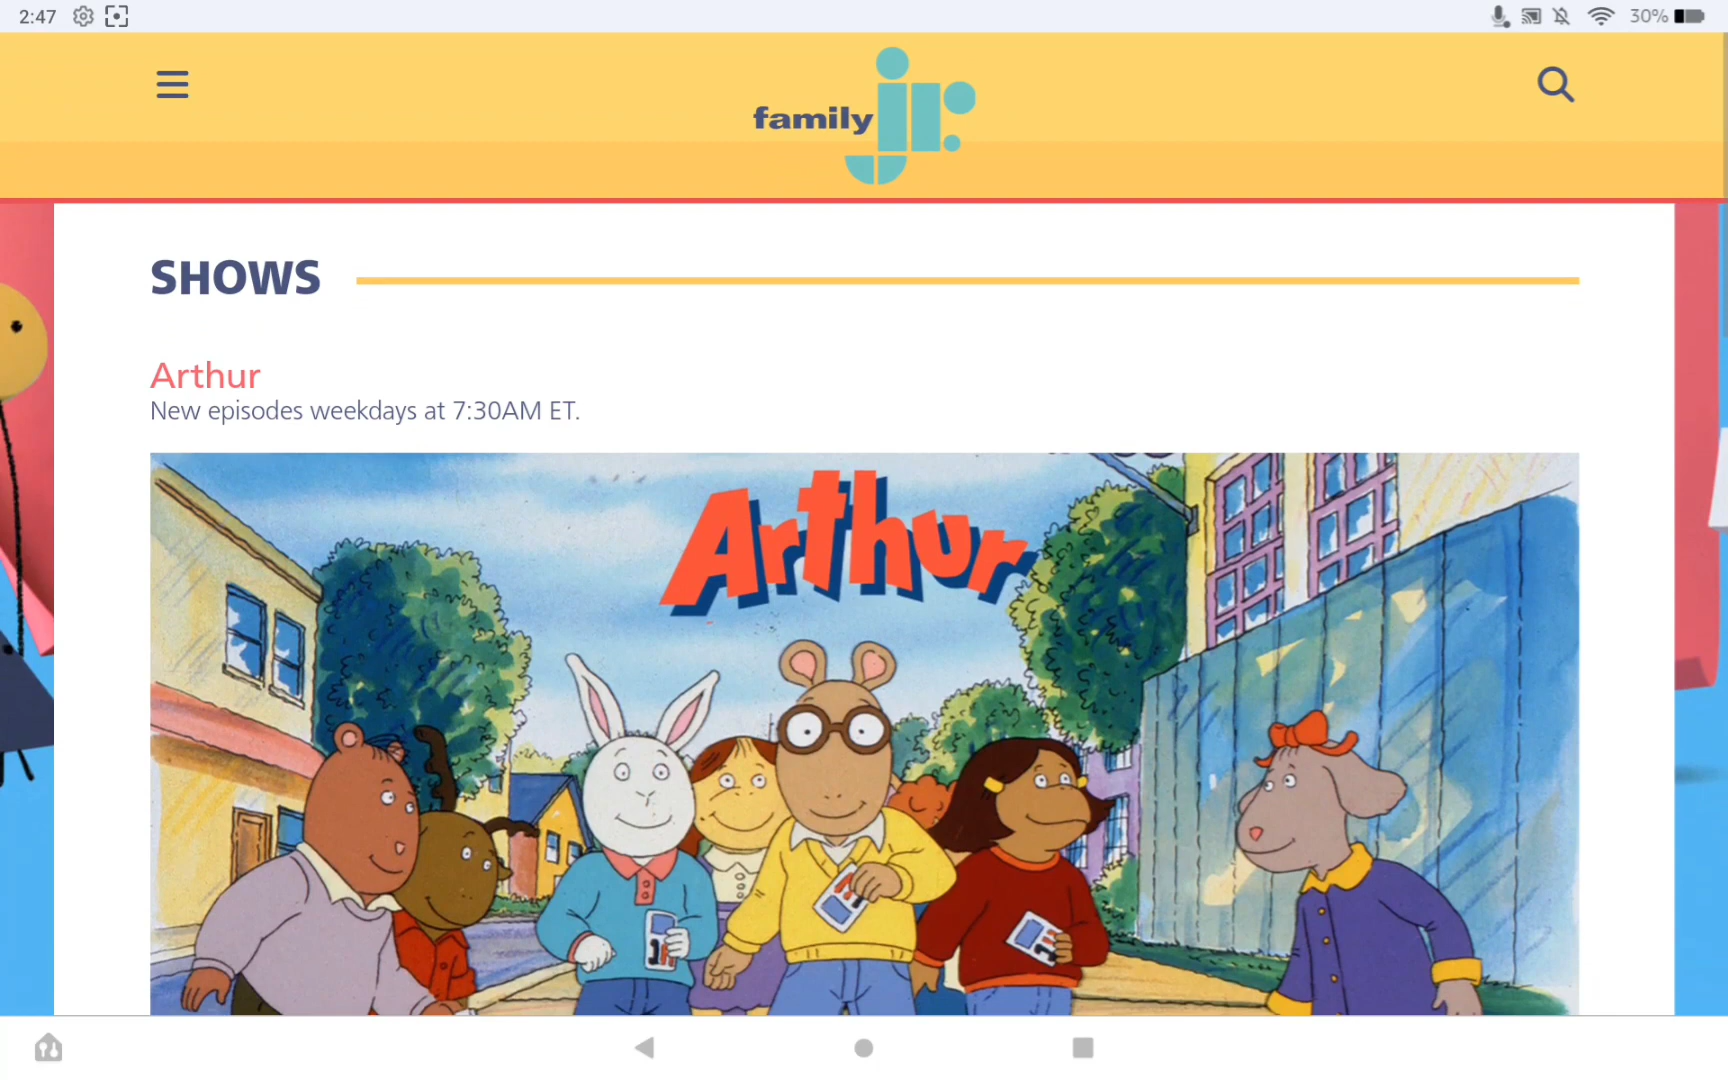 2:47
30%
family jr.
SHOWS
Arthur
New episodes weekdays at 7:30AM ET.
Arthur